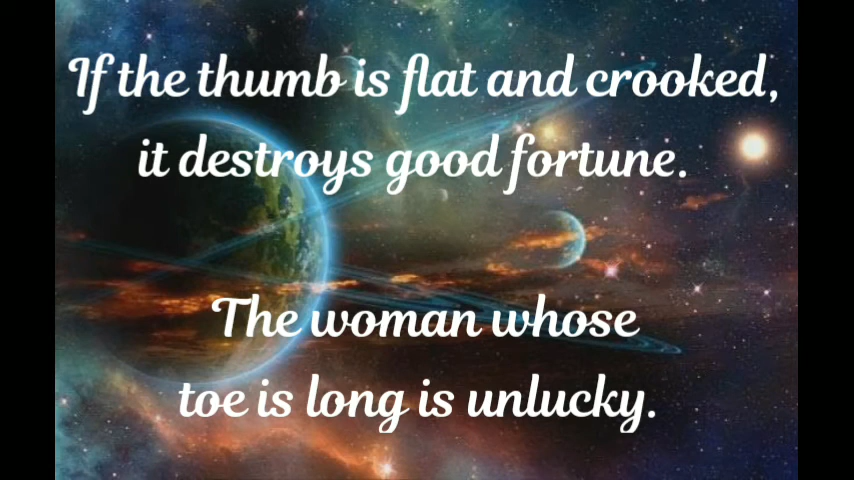 If the thumb is flat and crooked,
it destroys good fortune.
The woman whose
toe is long is unlucky.